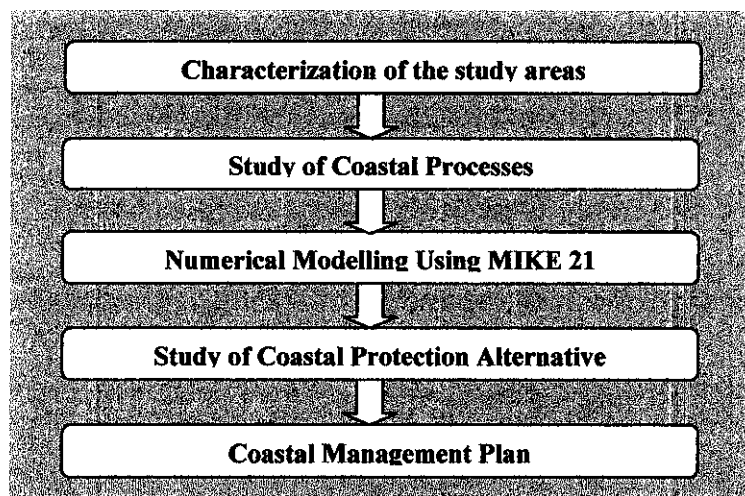 Characterization of the study areas
Study of Coastal Processes
Numerical Modelling Using MIKE 21
Study of Coastal Protection Alternative
Coastal Management Plan